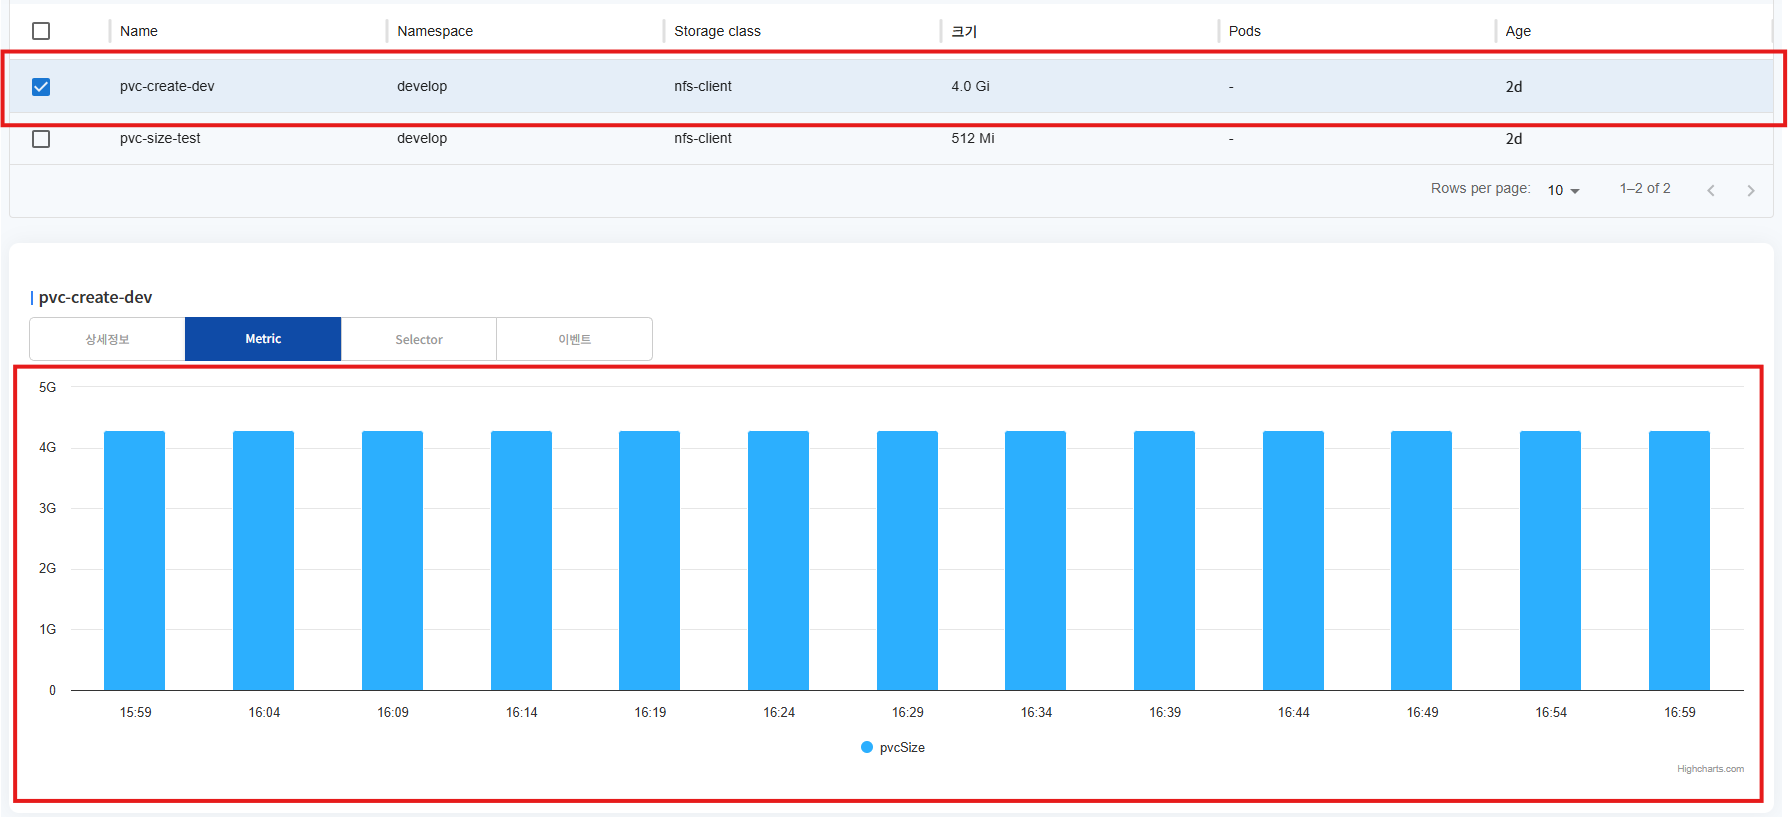 Name Namespace Storage class 크기 Pods Age
pvc-create-dev develop nfs-client 4.0 Gi - 2d
pvc-size-test develop nfs-client 512 Mi - 2d
Rows per page: 10 1–2 of 2
pvc-create-dev
상세정보 Metric Selector 이벤트
5G
4G
3G
2G
1G
0
15:59 16:04 16:09 16:14 16:19 16:24 16:29 16:34 16:39 16:44 16:49 16:54 16:59
pvcSize
Highcharts.com